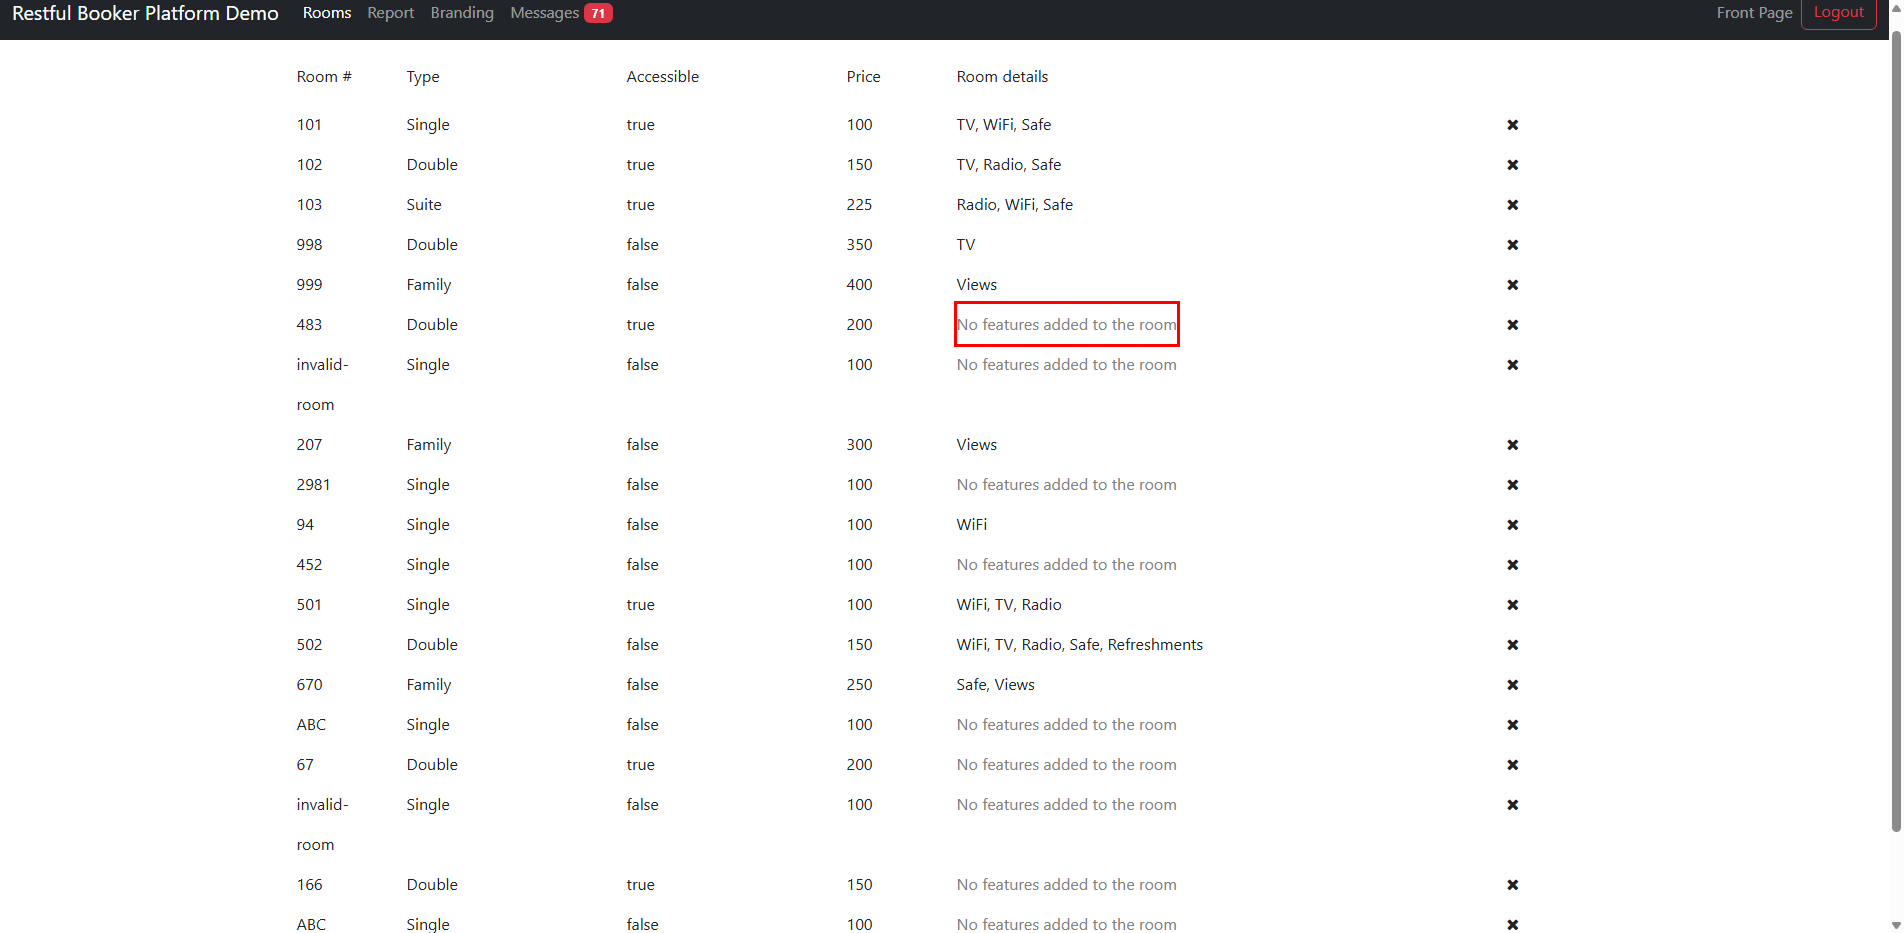 Restful Booker Platform Demo Rooms Report Branding Messages 71 Front Page Logout
Room # Type Accessible Price Room details
101 Single true 100 TV, WiFi, Safe
102 Double true 150 TV, Radio, Safe
103 Suite true 225 Radio, WiFi, Safe
998 Double false 350 TV
999 Family false 400 Views
483 Double true 200 No features added to the room
invalid- Single false 100 No features added to the room
room
207 Family false 300 Views
2981 Single false 100 No features added to the room
94 Single false 100 WiFi
452 Single false 100 No features added to the room
501 Single true 100 WiFi, TV, Radio
502 Double false 150 WiFi, TV, Radio, Safe, Refreshments
670 Family false 250 Safe, Views
ABC Single false 100 No features added to the room
67 Double true 200 No features added to the room
invalid- Single false 100 No features added to the room
room
166 Double true 150 No features added to the room
ABC Single false 100 No features added to the room